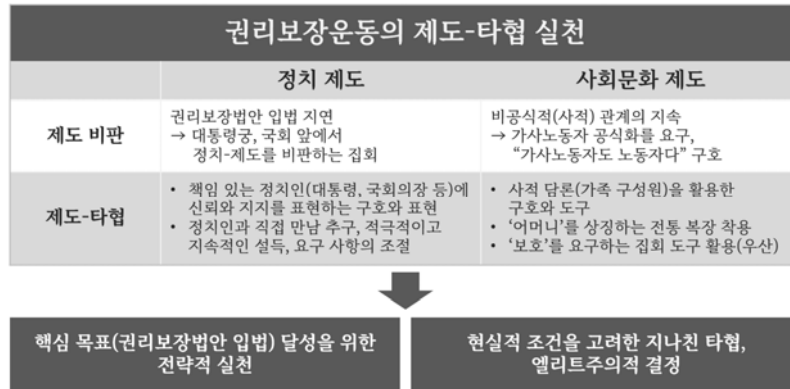 권리보장운동의 제도-타협 실천
정치 제도
사회문화 제도
제도 비판
권리보장법안 입법 지연
→ 대통령궁, 국회 앞에서
정치-제도를 비판하는 집회
비공식적(사적) 관계의 지속
→ 가사노동자 공식화를 요구,
“가사노동자도 노동자다” 구호
제도-타협
• 책임 있는 정치인(대통령, 국회의장 등)에
신뢰와 지지를 표현하는 구호와 표현
• 정치인과 직접 만남 추구, 적극적이고
지속적인 설득, 요구 사항의 조절
• 사적 담론(가족 구성원)을 활용한
구호와 도구
• ‘어머니’를 상징하는 전통 복장 착용
• ‘보호’를 요구하는 집회 도구 활용(우산)
핵심 목표(권리보장법안 입법) 달성을 위한
전략적 실천
현실적 조건을 고려한 지나친 타협,
엘리트주의적 결정